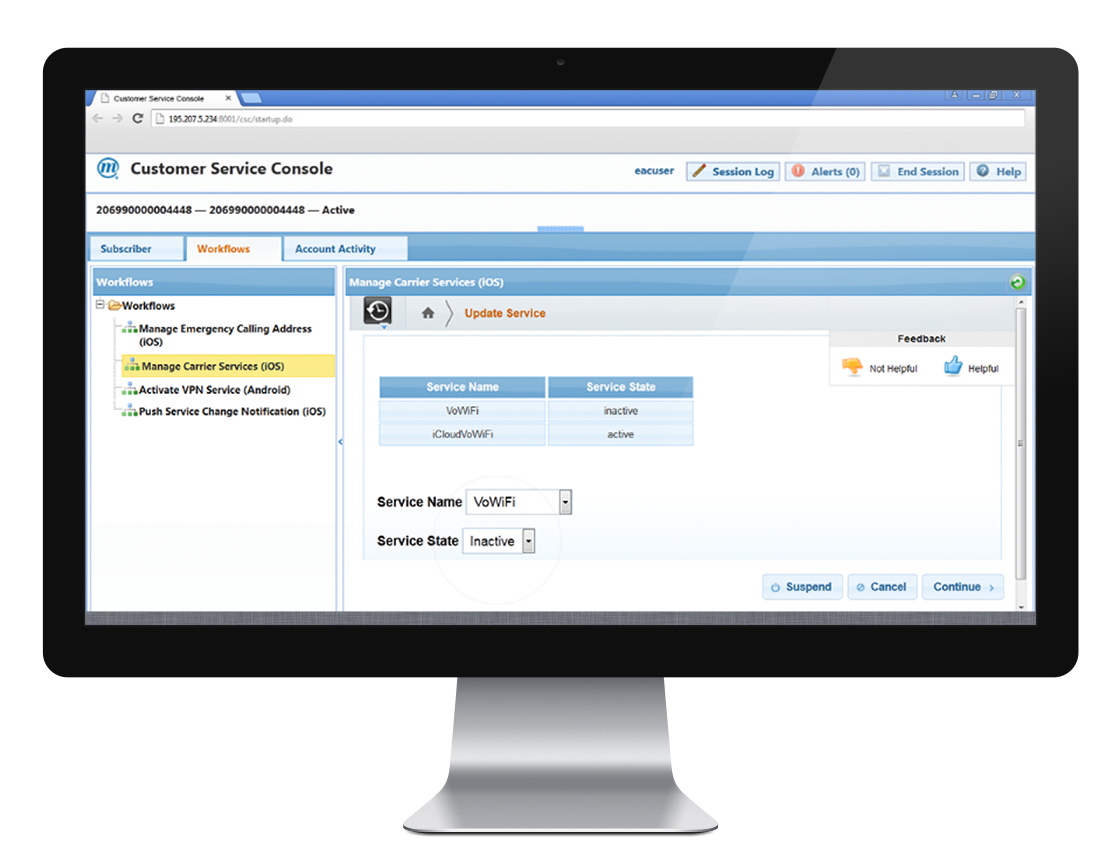 Customer Service Console
195.207.5.234:8001/csc/startup.do
m Customer Service Console
eacuser Session Log Alerts (0) End Session Help
206990000004448 — 206990000004448 — Active
Subscriber Workflows Account Activity
Workflows
Workflows
Manage Emergency Calling Address
(iOS)
Manage Carrier Services (iOS)
Activate VPN Service (Android)
Push Service Change Notification (iOS)
Manage Carrier Services (iOS)
Update Service
Feedback
Not Helpful Helpful
Service Name Service State
VoWiFi inactive
iCloudVoWiFi active
Service Name VoWiFi
Service State Inactive
Suspend Cancel Continue